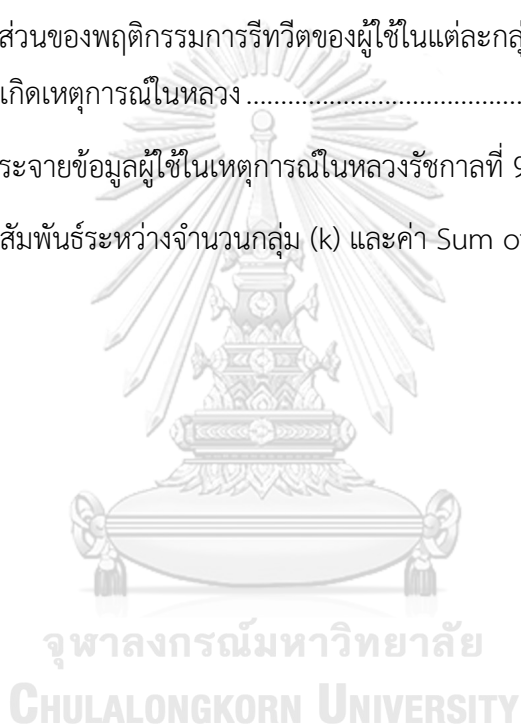 ส่วนของพฤติกรรมการรีทวีตของผู้ใช้ในแต่ละกลุ่
เกิดเหตุการณ์ในหลวง ........................................
ระจายข้อมูลผู้ใช้ในเหตุการณ์ในหลวงรัชกาลที่ 9
สัมพันธ์ระหว่างจำนวนกลุ่ม (k) และค่า Sum o
จุฬาลงกรณ์มหาวิทยาลัย
CHULALONGKORN UNIVERSITY